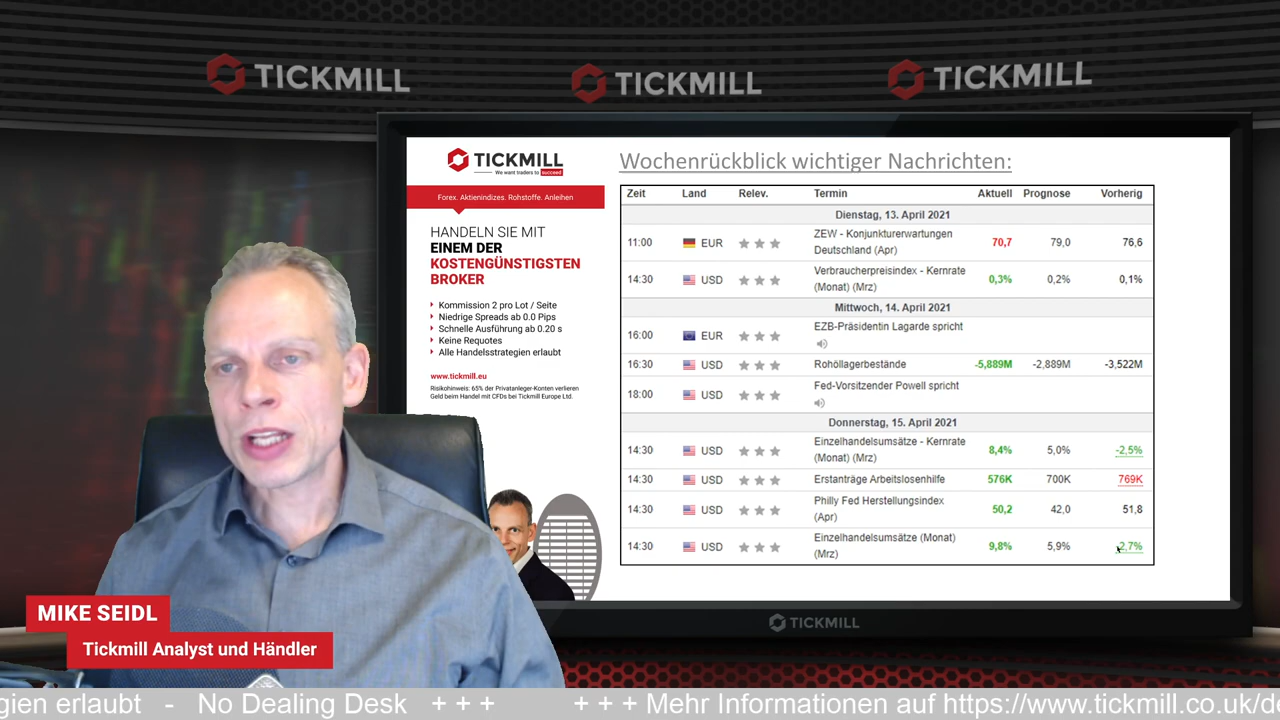 TICKMILL
TICKMILL
TICKMILL
TICKMILL
We want traders to succeed
Forex. Aktienindizes. Rohstoffe. Anleihen
HANDELN SIE MIT
EINEM DER
KOSTENGÜNSTIGSTEN
BROKER
Kommission 2 pro Lot / Seite
Niedrige Spreads ab 0.0 Pips
Schnelle Ausführung ab 0.20 s
Keine Requotes
Alle Handelsstrategien erlaubt
www.tickmill.eu
Risikohinweis: 65% der Privatanleger-Konten verlieren
Geld beim Handel mit CFDs bei Tickmill Europe Ltd.
Wochenrückblick wichtiger Nachrichten:
Zeit Land Relev. Termin Aktuell Prognose Vorherig
Dienstag, 13. April 2021
11:00 EUR ZEW - Konjunkturerwartungen 70,7 79,0 76,6
Deutschland (Apr)
14:30 USD Verbraucherpreisindex - Kernrate 0,3% 0,2% 0,1%
(Monat) (Mrz)
Mittwoch, 14. April 2021
16:00 EUR EZB-Präsidentin Lagarde spricht
16:30 USD Rohöllagerbestände -5,889M -2,889M -3,522M
18:00 USD Fed-Vorsitzender Powell spricht
Donnerstag, 15. April 2021
14:30 USD Einzelhandelsumsätze - Kernrate 8,4% 5,0% -2,5%
(Monat) (Mrz)
14:30 USD Erstanträge Arbeitslosenhilfe 576K 700K 769K
14:30 USD Philly Fed Herstellungsindex 50,2 42,0 51,8
(Apr)
14:30 USD Einzelhandelsumsätze (Monat) 9,8% 5,9% -2,7%
(Mrz)
TICKMILL
MIKE SEIDL
Tickmill Analyst und Händler
gien erlaubt - No Dealing Desk + + + + + + Mehr Informationen auf https://www.tickmill.co.uk/de